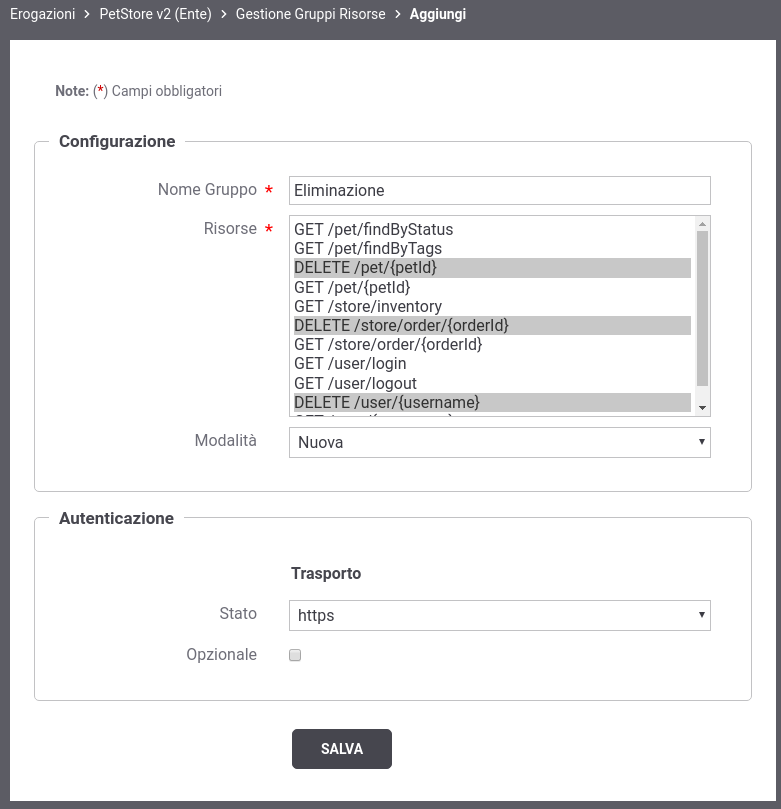 Erogazioni > PetStore v2 (Ente) > Gestione Gruppi Risorse > Aggiungi
Note: (*) Campi obbligatori
Configurazione
Nome Gruppo * Eliminazione
Risorse *
GET /pet/findByStatus
GET /pet/findByTags
DELETE /pet/{petId}
GET /pet/{petId}
GET /store/inventory
DELETE /store/order/{orderId}
GET /store/order/{orderId}
GET /user/login
GET /user/logout
DELETE /user/{username}
Modalità Nuova
Autenticazione
Trasporto
Stato https
Opzionale
SALVA